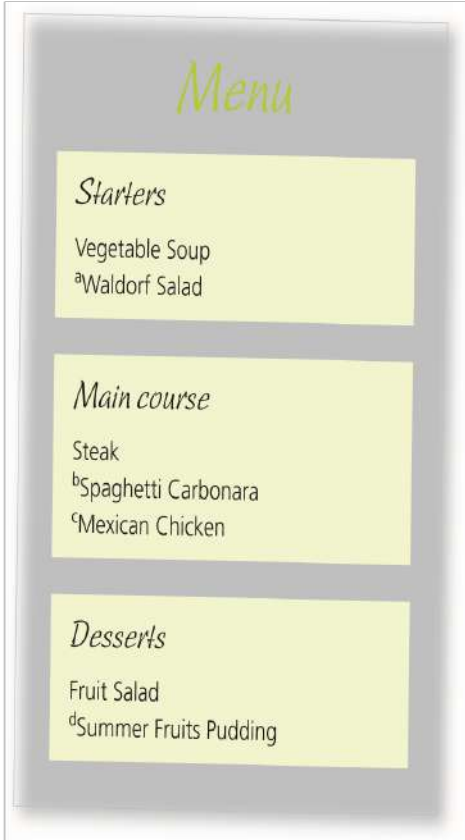 Menu
Starters
Vegetable Soup
ᵃWaldorf Salad
Main course
Steak
ᵇSpaghetti Carbonara
ᶜMexican Chicken
Desserts
Fruit Salad
ᵈSummer Fruits Pudding